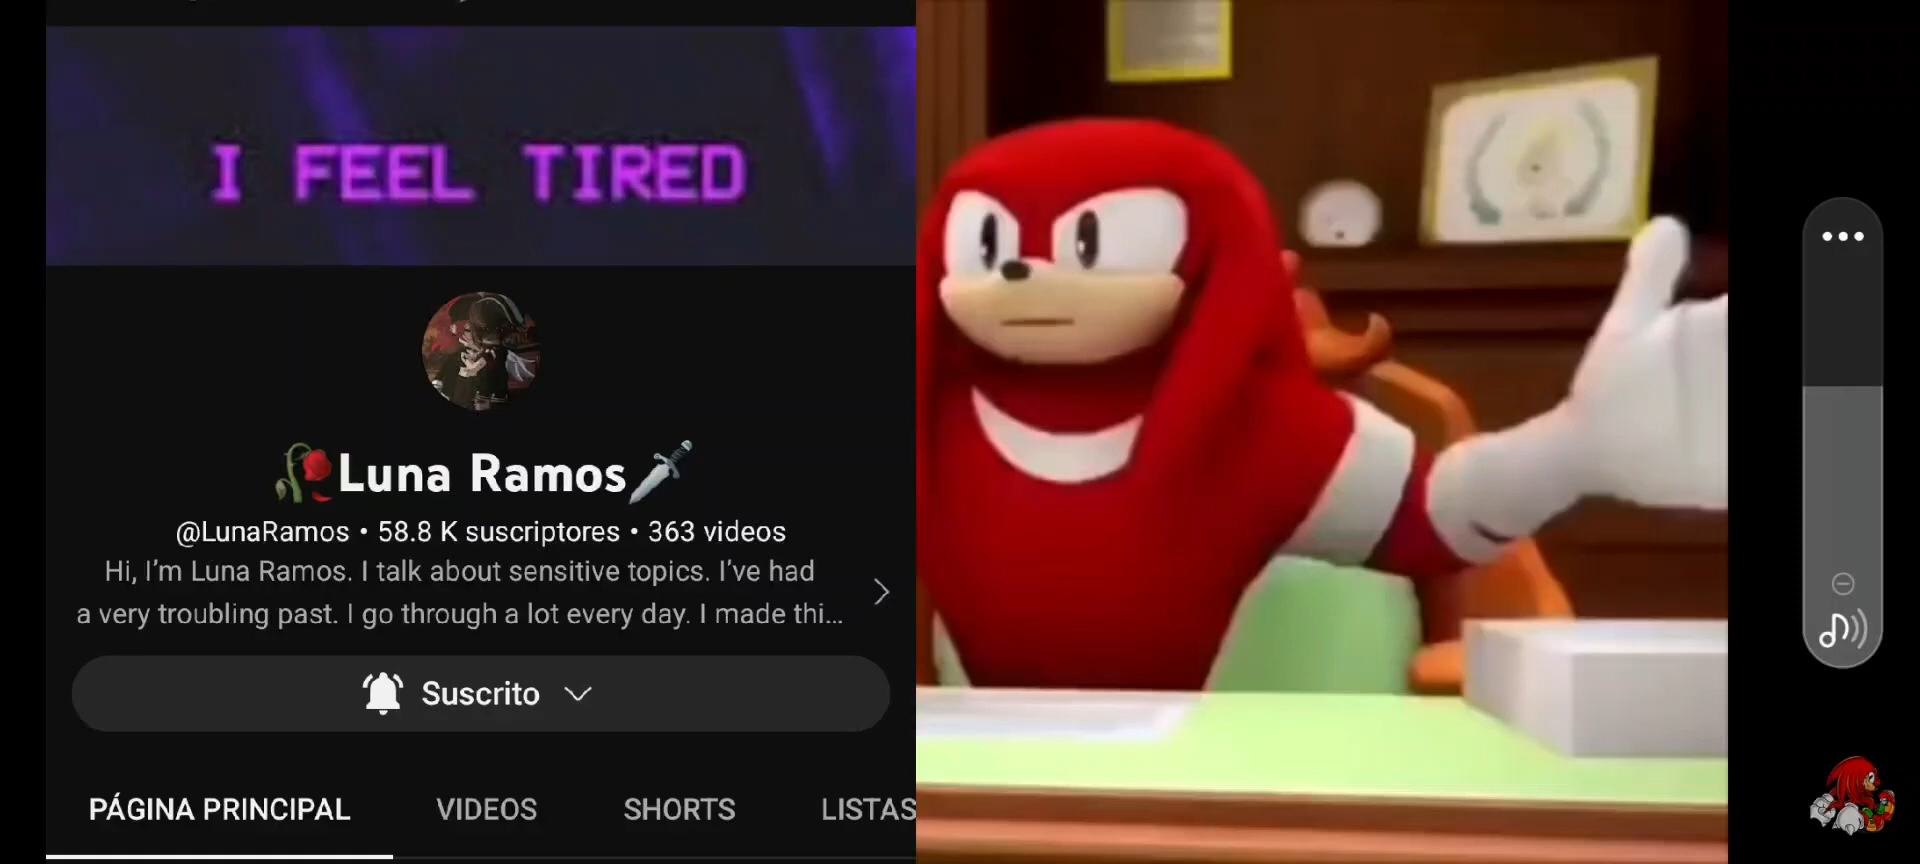 I FEEL TIRED
🥀Luna Ramos🗡️
@LunaRamos • 58.8 K suscriptores • 363 videos
Hi, I'm Luna Ramos. I talk about sensitive topics. I've had
a very troubling past. I go through a lot every day. I made thi...
Suscrito
PÁGINA PRINCIPAL VIDEOS SHORTS LISTAS